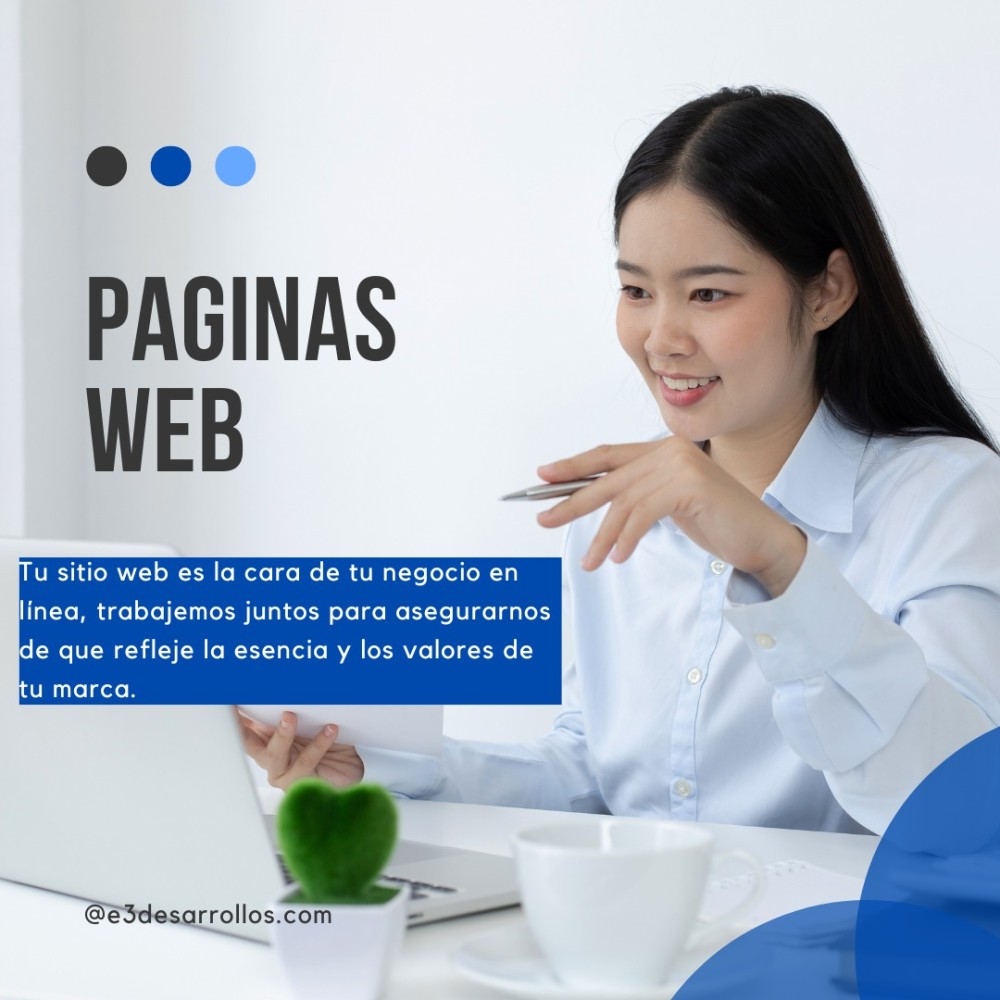 PAGINAS
WEB
Tu sitio web es la cara de tu negocio en
línea, trabajemos juntos para asegurarnos
de que refleje la esencia y los valores de
tu marca.
@e3desarrollos.com